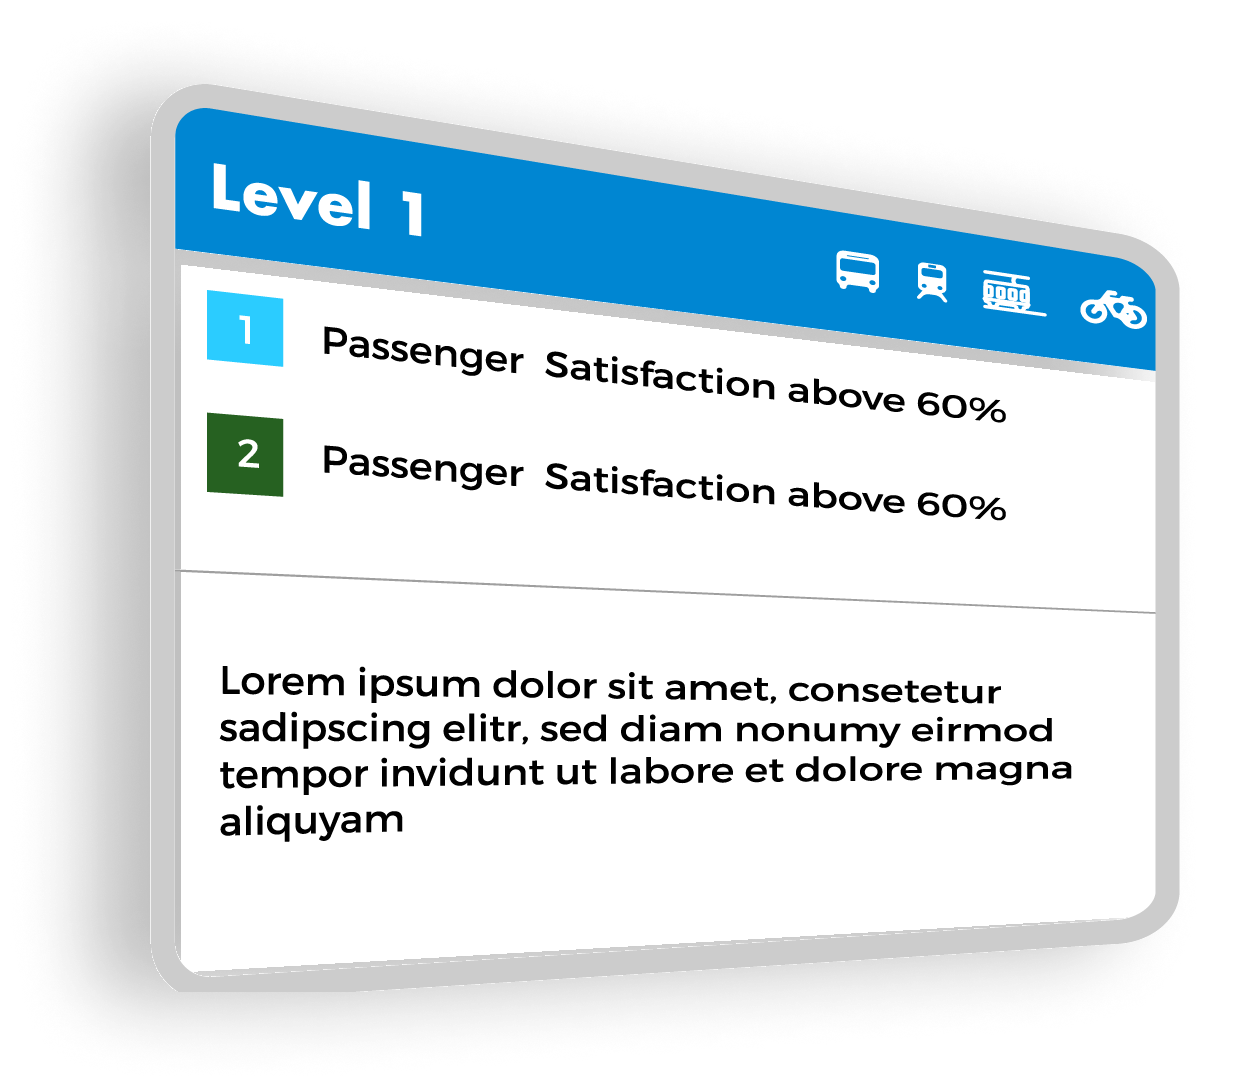 Level 1
1 Passenger Satisfaction above 60%
2 Passenger Satisfaction above 60%
Lorem ipsum dolor sit amet, consetetur
sadipscing elitr, sed diam nonumy eirmod
tempor invidunt ut labore et dolore magna
aliquyam